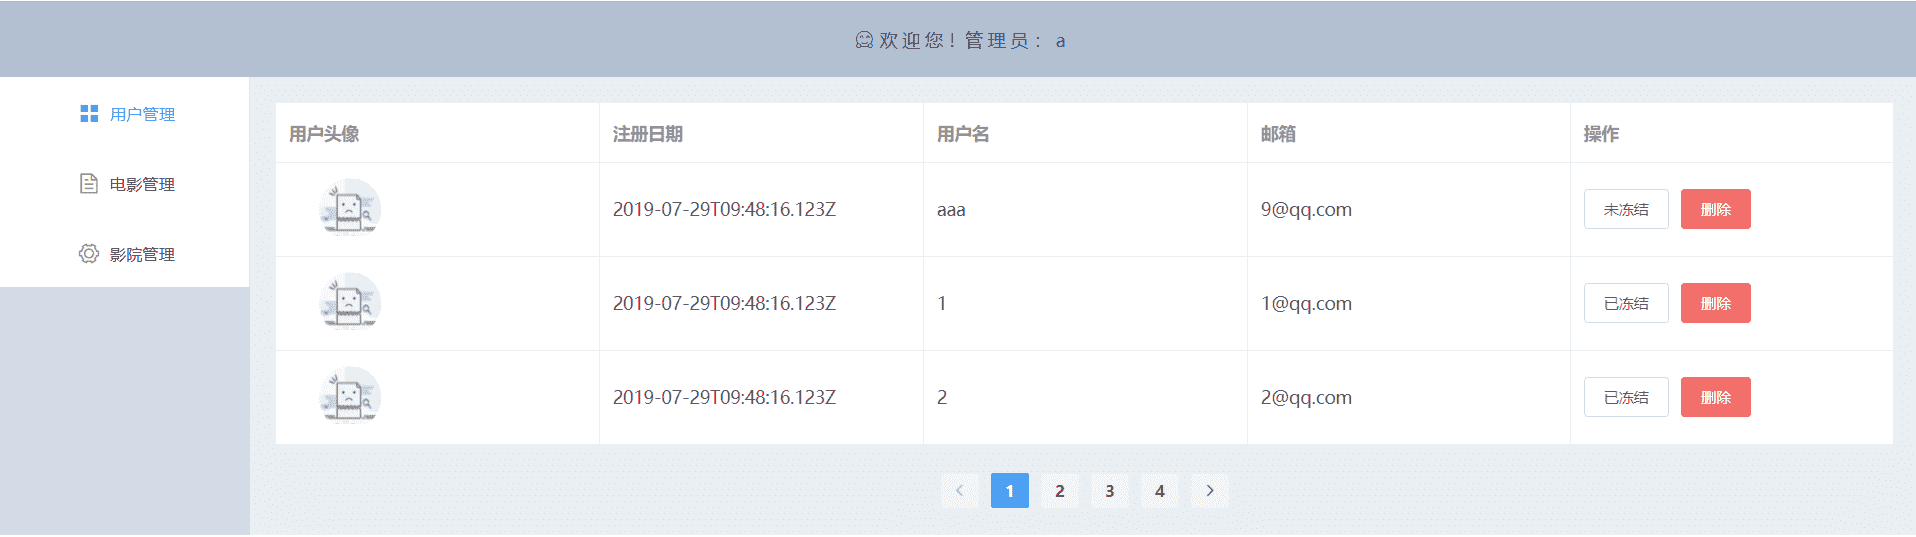 欢迎您！管理员：a
用户管理
电影管理
影院管理
用户头像 注册日期 用户名 邮箱 操作
2019-07-29T09:48:16.123Z aaa 9@qq.com 未冻结 删除
2019-07-29T09:48:16.123Z 1 1@qq.com 已冻结 删除
2019-07-29T09:48:16.123Z 2 2@qq.com 已冻结 删除
1 2 3 4